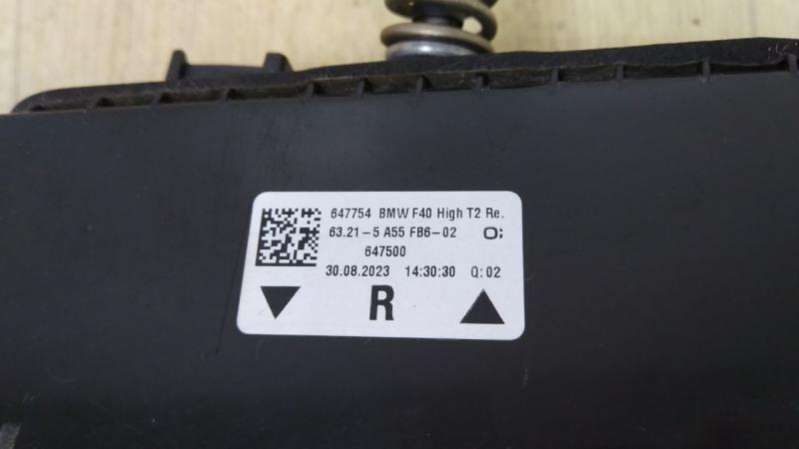 647754 BMW F40 High T2 Re.
63.21-5 A55 FB6-02 O;
647500
30.08.2023 14:30:30 Q:02
▼ R ▲